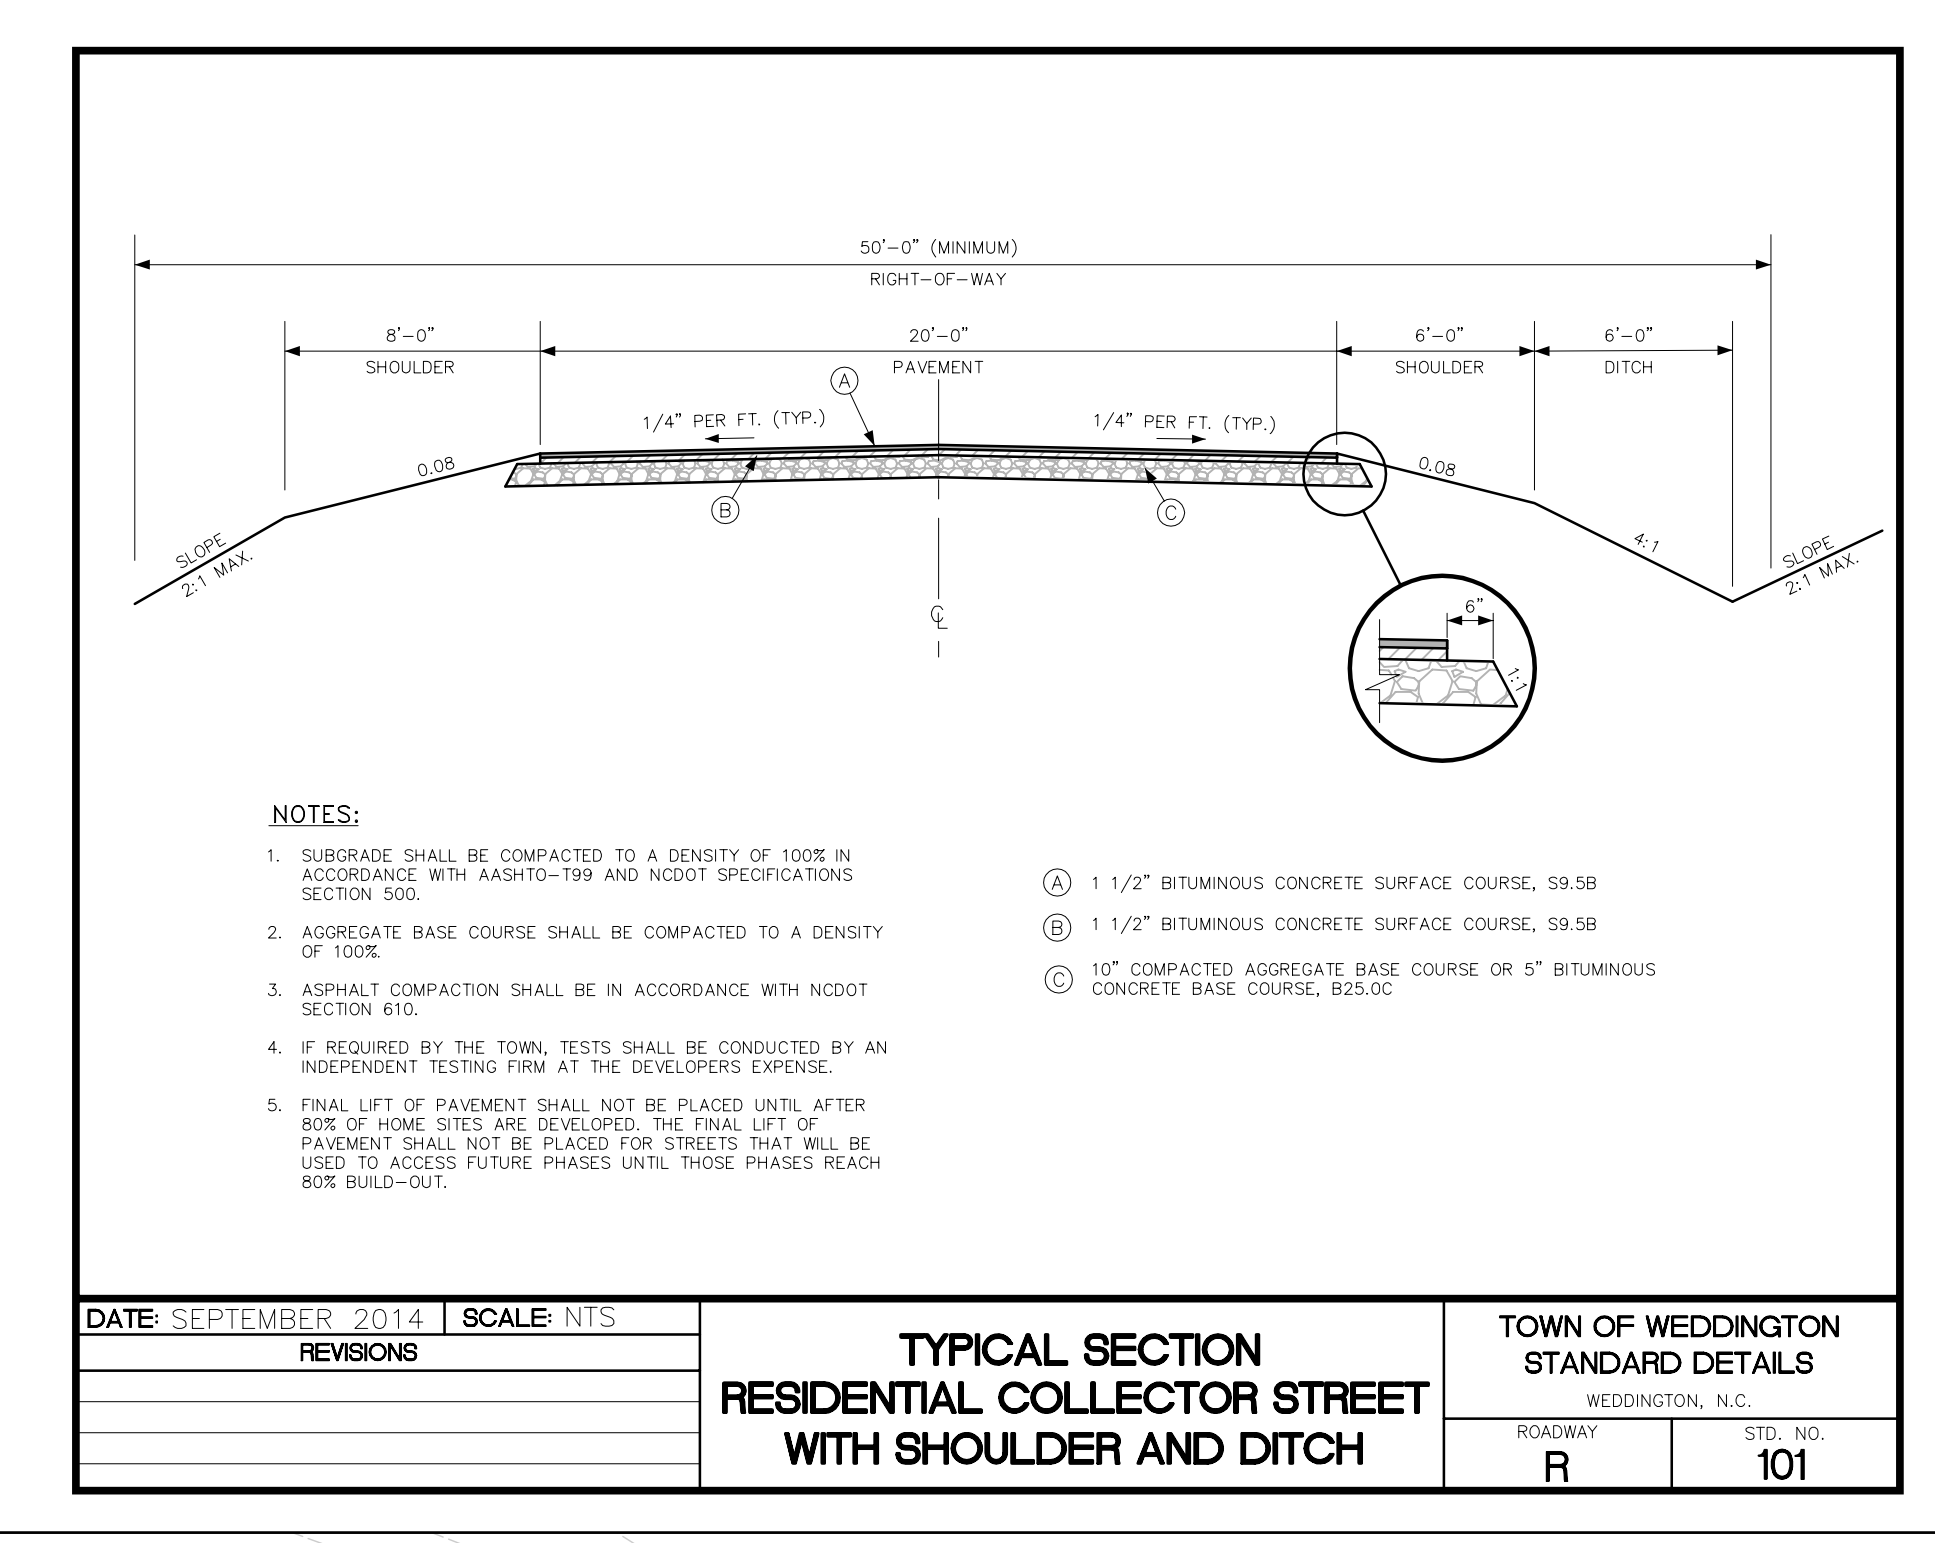 50'-0" (MINIMUM)
RIGHT-OF-WAY
8'-0"
SHOULDER
20'-0"
PAVEMENT
6'-0"
SHOULDER
6'-0"
DITCH
A
1/4" PER FT. (TYP.)
1/4" PER FT. (TYP.)
0.08
0.08
B
C
SLOPE
2:1 MAX.
4:1
SLOPE
2:1 MAX.
℄
6"
1:1
NOTES:
1. SUBGRADE SHALL BE COMPACTED TO A DENSITY OF 100% IN
ACCORDANCE WITH AASHTO-T99 AND NCDOT SPECIFICATIONS
SECTION 500.
2. AGGREGATE BASE COURSE SHALL BE COMPACTED TO A DENSITY
OF 100%.
3. ASPHALT COMPACTION SHALL BE IN ACCORDANCE WITH NCDOT
SECTION 610.
4. IF REQUIRED BY THE TOWN, TESTS SHALL BE CONDUCTED BY AN
INDEPENDENT TESTING FIRM AT THE DEVELOPERS EXPENSE.
5. FINAL LIFT OF PAVEMENT SHALL NOT BE PLACED UNTIL AFTER
80% OF HOME SITES ARE DEVELOPED. THE FINAL LIFT OF
PAVEMENT SHALL NOT BE PLACED FOR STREETS THAT WILL BE
USED TO ACCESS FUTURE PHASES UNTIL THOSE PHASES REACH
80% BUILD-OUT.
A 1 1/2" BITUMINOUS CONCRETE SURFACE COURSE, S9.5B
B 1 1/2" BITUMINOUS CONCRETE SURFACE COURSE, S9.5B
C 10" COMPACTED AGGREGATE BASE COURSE OR 5" BITUMINOUS
CONCRETE BASE COURSE, B25.0C
DATE: SEPTEMBER 2014
SCALE: NTS
REVISIONS
TYPICAL SECTION
RESIDENTIAL COLLECTOR STREET
WITH SHOULDER AND DITCH
TOWN OF WEDDINGTON
STANDARD DETAILS
WEDDINGTON, N.C.
ROADWAY
R
STD. NO.
101